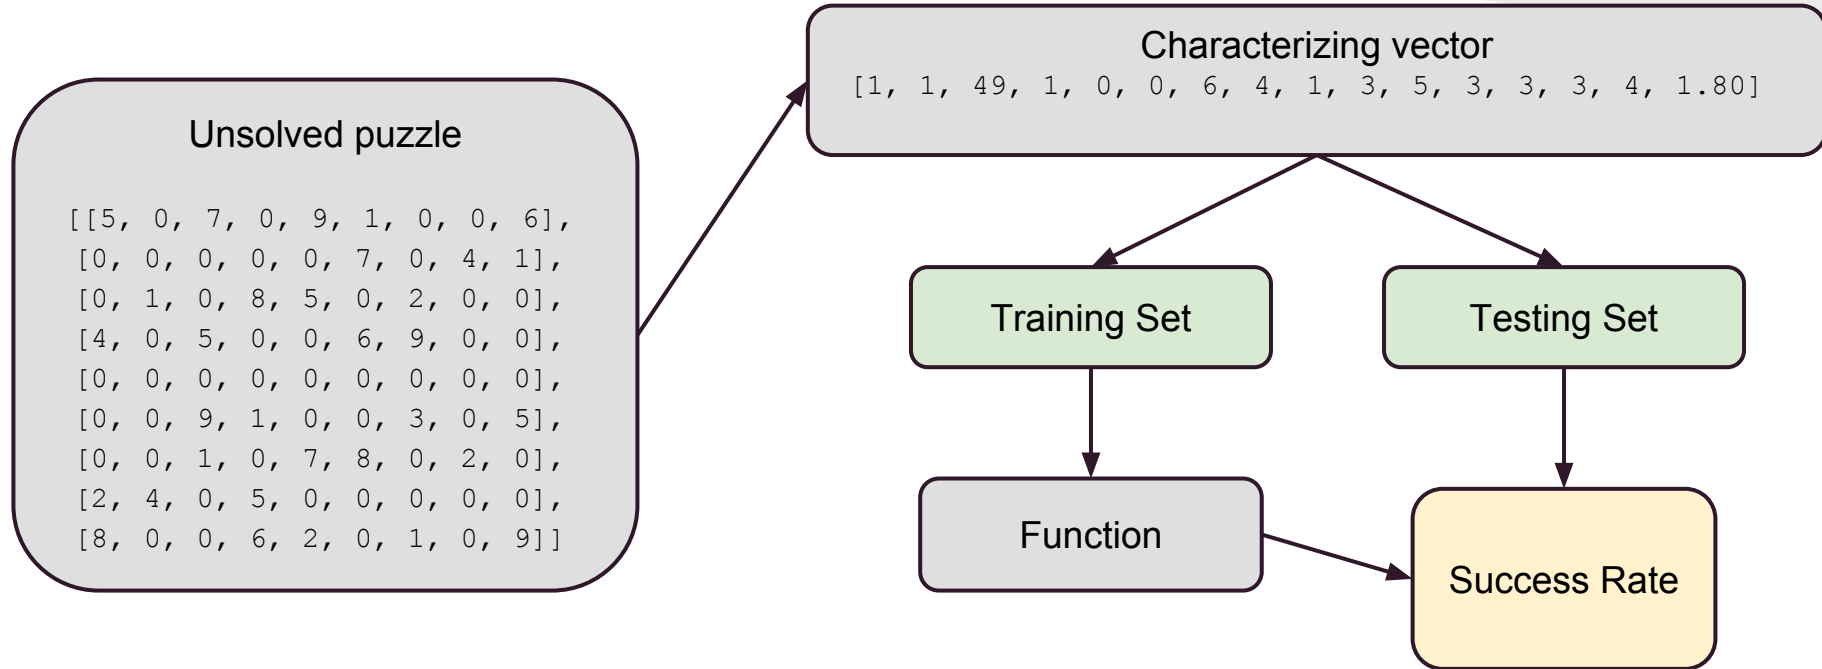 Unsolved puzzle
[[5, 0, 7, 0, 9, 1, 0, 0, 6],
[0, 0, 0, 0, 0, 7, 0, 4, 1],
[0, 1, 0, 8, 5, 0, 2, 0, 0],
[4, 0, 5, 0, 0, 6, 9, 0, 0],
[0, 0, 0, 0, 0, 0, 0, 0, 0],
[0, 0, 9, 1, 0, 0, 3, 0, 5],
[0, 0, 1, 0, 7, 8, 0, 2, 0],
[2, 4, 0, 5, 0, 0, 0, 0, 0],
[8, 0, 0, 6, 2, 0, 1, 0, 9]]
Characterizing vector
[1, 1, 49, 1, 0, 0, 6, 4, 1, 3, 5, 3, 3, 3, 4, 1.80]
Training Set
Testing Set
Function
Success Rate